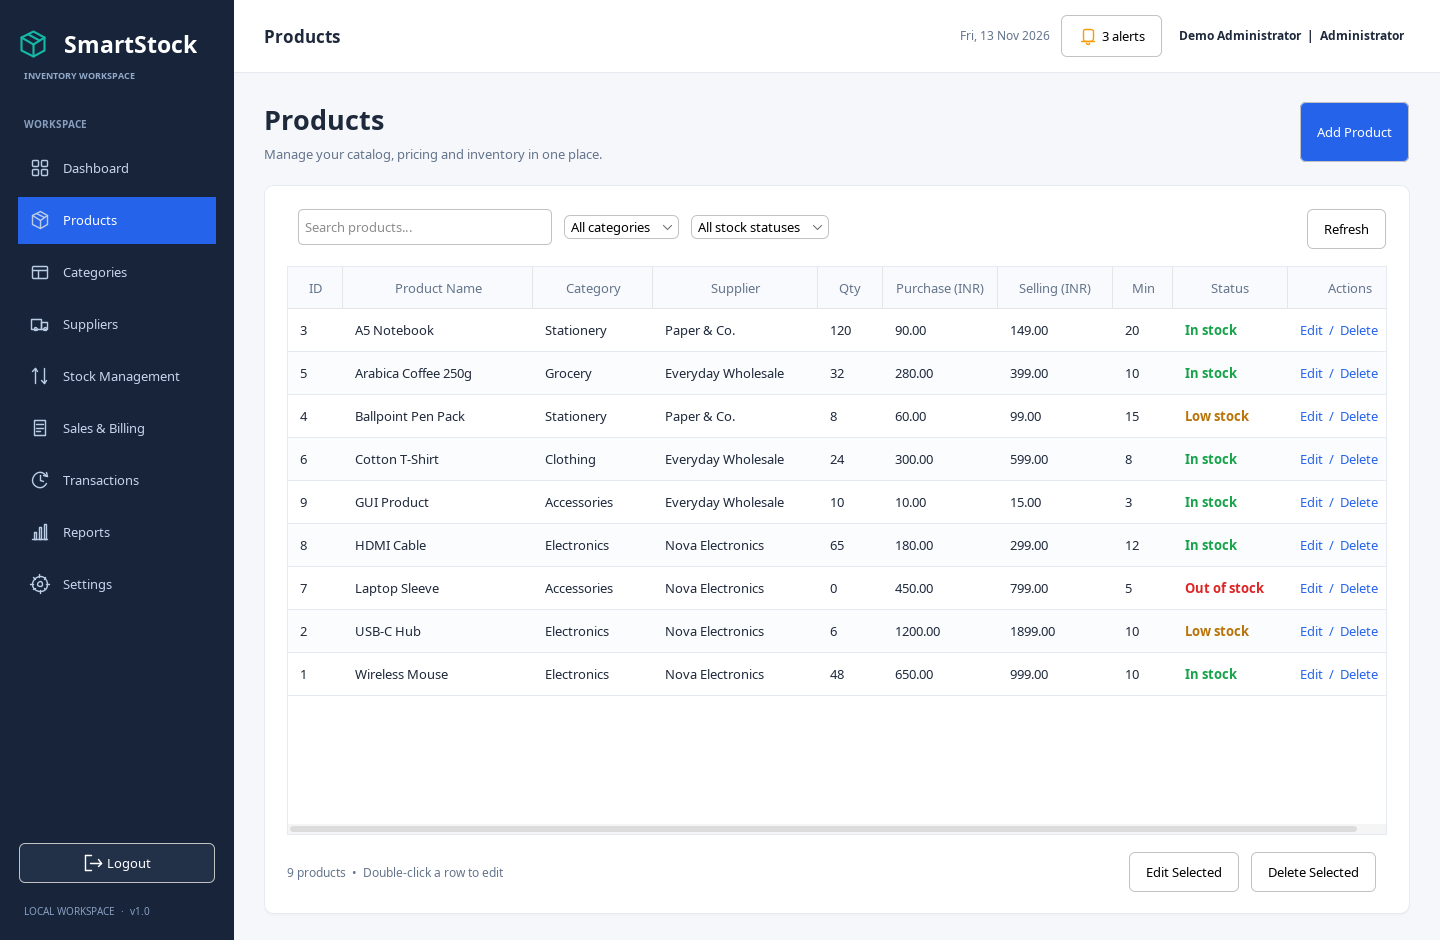 SmartStock
INVENTORY WORKSPACE
WORKSPACE
Dashboard
Products
Categories
Suppliers
Stock Management
Sales & Billing
Transactions
Reports
Settings
Logout
LOCAL WORKSPACE · v1.0
Products
Fri, 13 Nov 2026
3 alerts
Demo Administrator | Administrator
Products
Manage your catalog, pricing and inventory in one place.
Add Product
Search products... All categories All stock statuses Refresh
ID Product Name Category Supplier Qty Purchase (INR) Selling (INR) Min Status Actions
3 A5 Notebook Stationery Paper & Co. 120 90.00 149.00 20 In stock Edit / Delete
5 Arabica Coffee 250g Grocery Everyday Wholesale 32 280.00 399.00 10 In stock Edit / Delete
4 Ballpoint Pen Pack Stationery Paper & Co. 8 60.00 99.00 15 Low stock Edit / Delete
6 Cotton T-Shirt Clothing Everyday Wholesale 24 300.00 599.00 8 In stock Edit / Delete
9 GUI Product Accessories Everyday Wholesale 10 10.00 15.00 3 In stock Edit / Delete
8 HDMI Cable Electronics Nova Electronics 65 180.00 299.00 12 In stock Edit / Delete
7 Laptop Sleeve Accessories Nova Electronics 0 450.00 799.00 5 Out of stock Edit / Delete
2 USB-C Hub Electronics Nova Electronics 6 1200.00 1899.00 10 Low stock Edit / Delete
1 Wireless Mouse Electronics Nova Electronics 48 650.00 999.00 10 In stock Edit / Delete
9 products • Double-click a row to edit
Edit Selected
Delete Selected